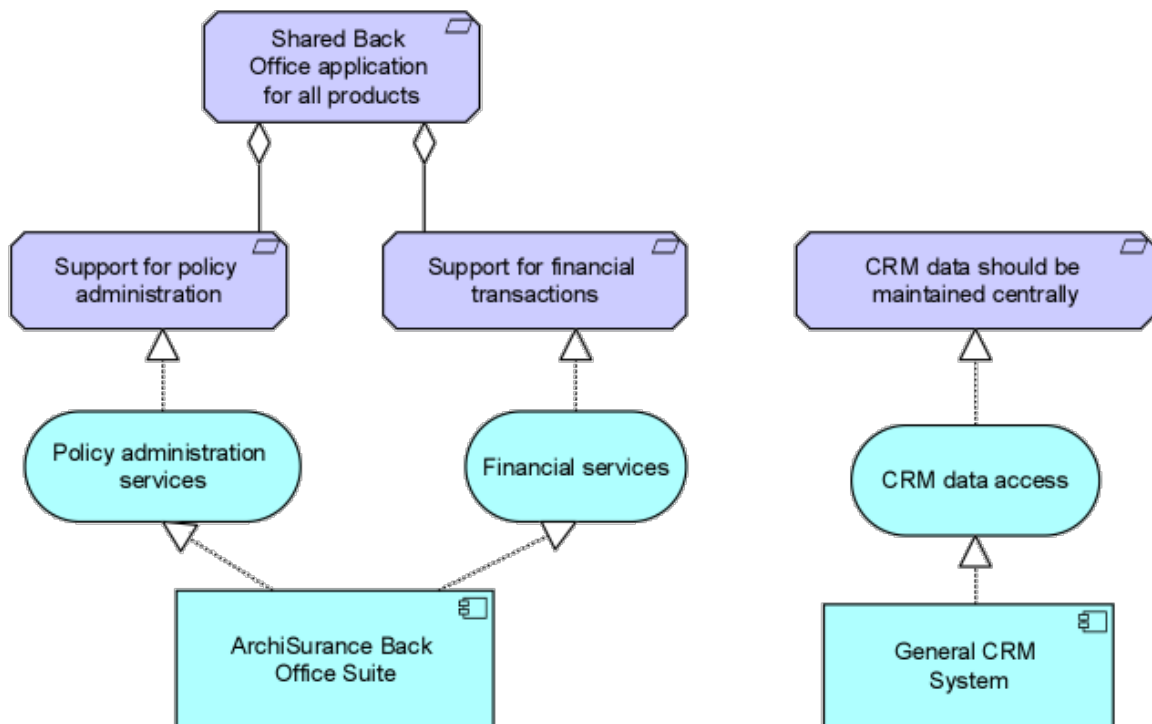 Shared Back
Office application
for all products
Support for policy
administration
Support for financial
transactions
CRM data should be
maintained centrally
Policy administration
services
Financial services
CRM data access
ArchiSurance Back
Office Suite
General CRM
System